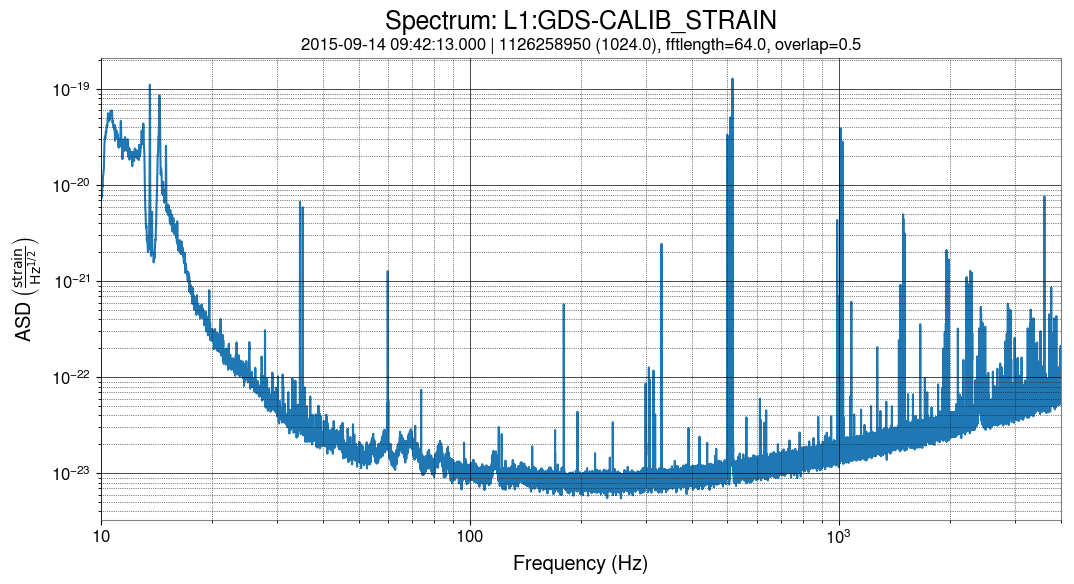 Spectrum: L1:GDS-CALIB_STRAIN
2015-09-14 09:42:13.000 | 1126258950 (1024.0), fftlength=64.0, overlap=0.5
10⁻¹⁹
10⁻²⁰
10⁻²¹
10⁻²²
10⁻²³
ASD (strain/Hz^1/2)
10 100 10³
Frequency (Hz)